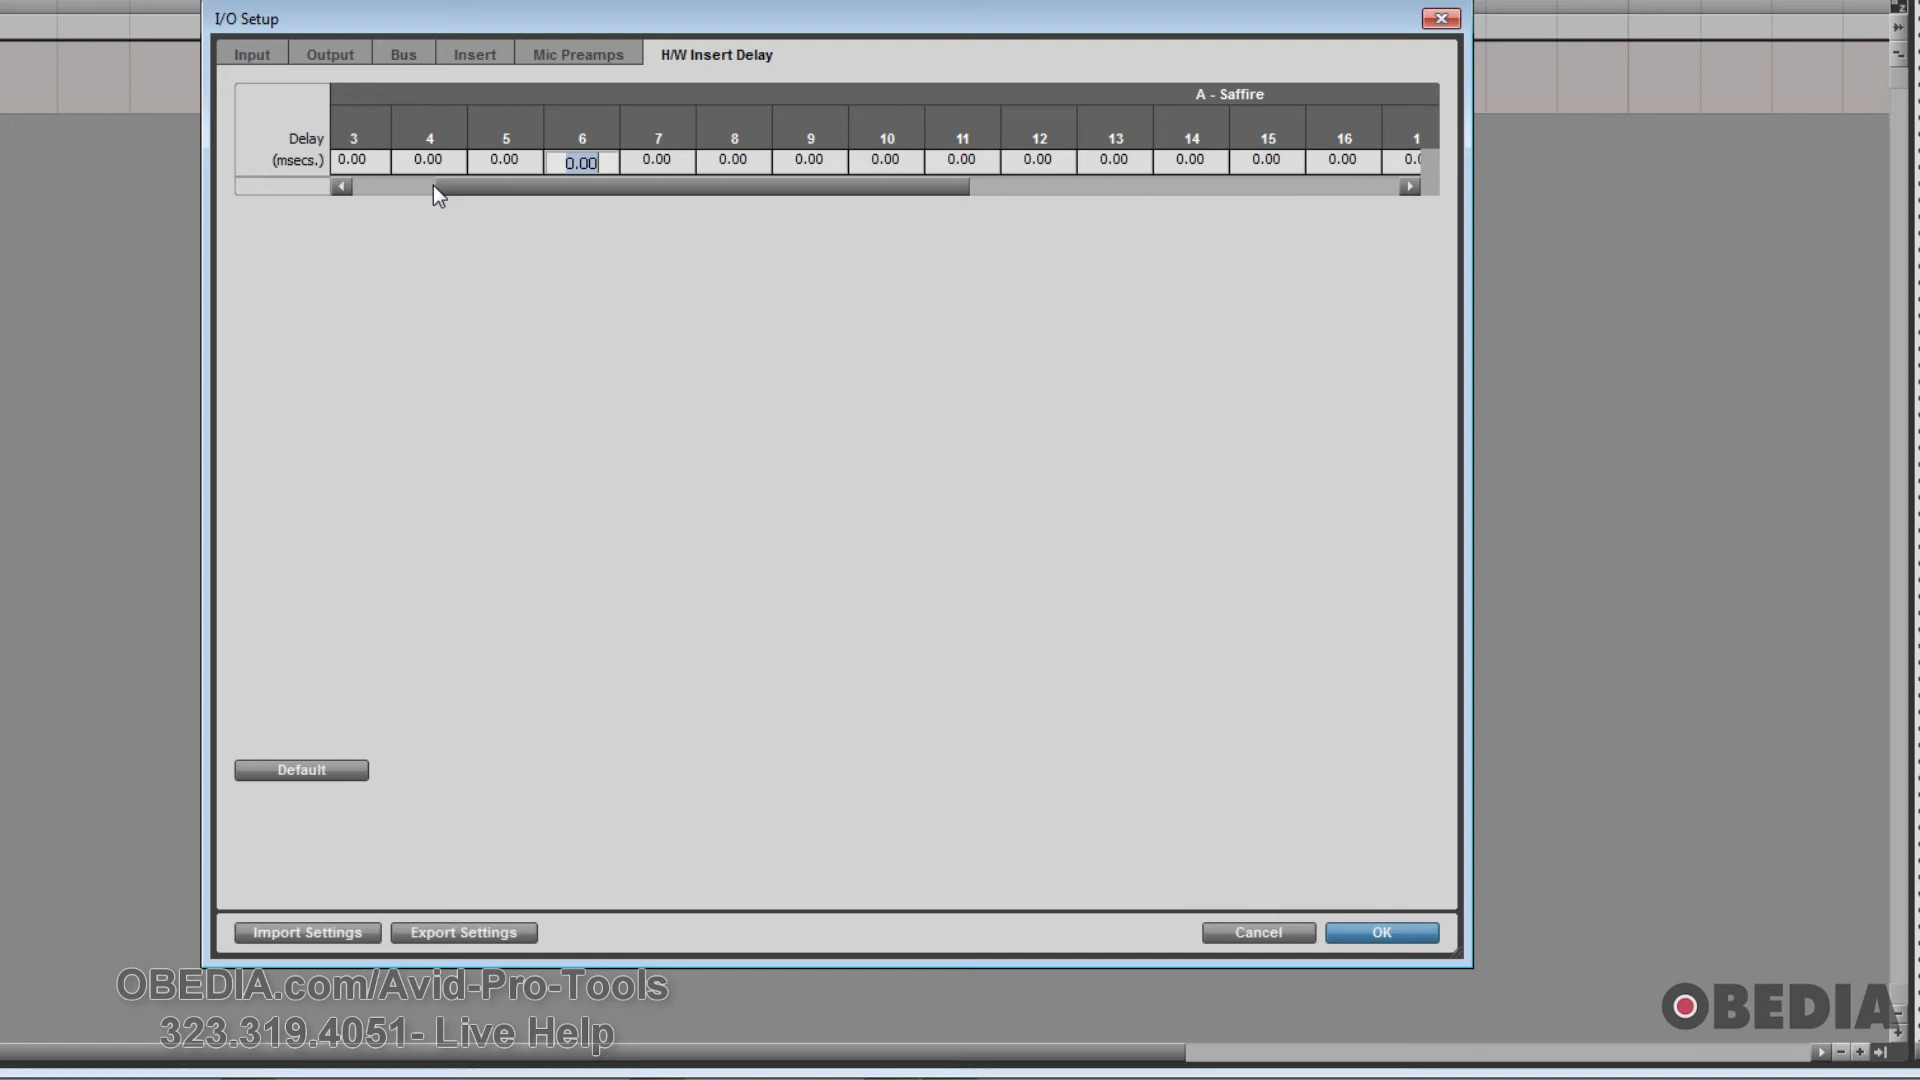 I/O Setup
Input Output Bus Insert Mic Preamps H/W Insert Delay
A - Saffire
Delay 3 4 5 6 7 8 9 10 11 12 13 14 15 16 1
(msecs.) 0.00 0.00 0.00 0.00 0.00 0.00 0.00 0.00 0.00 0.00 0.00 0.00 0.00 0.00 0.0
Default
Import Settings Export Settings Cancel OK
OBEDIA.com/Avid-Pro-Tools
323.319.4051- Live Help
OBEDIA